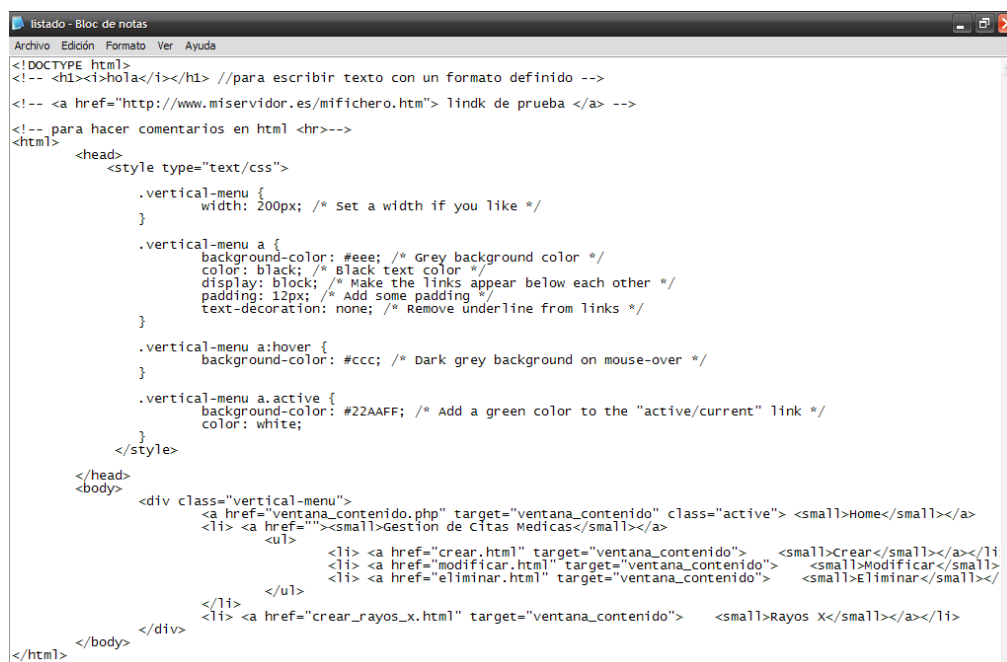 listado - Bloc de notas
Archivo Edición Formato Ver Ayuda
<!DOCTYPE html>
<!-- <h1><i>hola</i></h1> //para escribir texto con un formato definido -->
<!-- <a href="http://www.miservidor.es/mifichero.htm"> lindk de prueba </a> -->
<!-- para hacer comentarios en html <hr>-->
<html>
<head>
<style type="text/css">
.vertical-menu {
width: 200px; /* Set a width if you like */
}
.vertical-menu a {
background-color: #eee; /* Grey background color */
color: black; /* Black text color */
display: block; /* Make the links appear below each other */
padding: 12px; /* Add some padding */
text-decoration: none; /* Remove underline from links */
}
.vertical-menu a:hover {
background-color: #ccc; /* Dark grey background on mouse-over */
}
.vertical-menu a.active {
background-color: #22AAFF; /* Add a green color to the "active/current" link */
color: white;
}
</style>
</head>
<body>
<div class="vertical-menu">
<a href="ventana_contenido.php" target="ventana_contenido" class="active"> <small>Home</small></a>
<li> <a href=""><small>Gestion de Citas Medicas</small></a>
<ul>
<li> <a href="crear.html" target="ventana_contenido"> <small>Crear</small></a></li
<li> <a href="modificar.html" target="ventana_contenido"> <small>Modificar</small>
<li> <a href="eliminar.html" target="ventana_contenido"> <small>Eliminar</small></
</ul>
</li>
<li> <a href="crear_rayos_x.html" target="ventana_contenido"> <small>Rayos X</small></a></li>
</div>
</body>
</html>